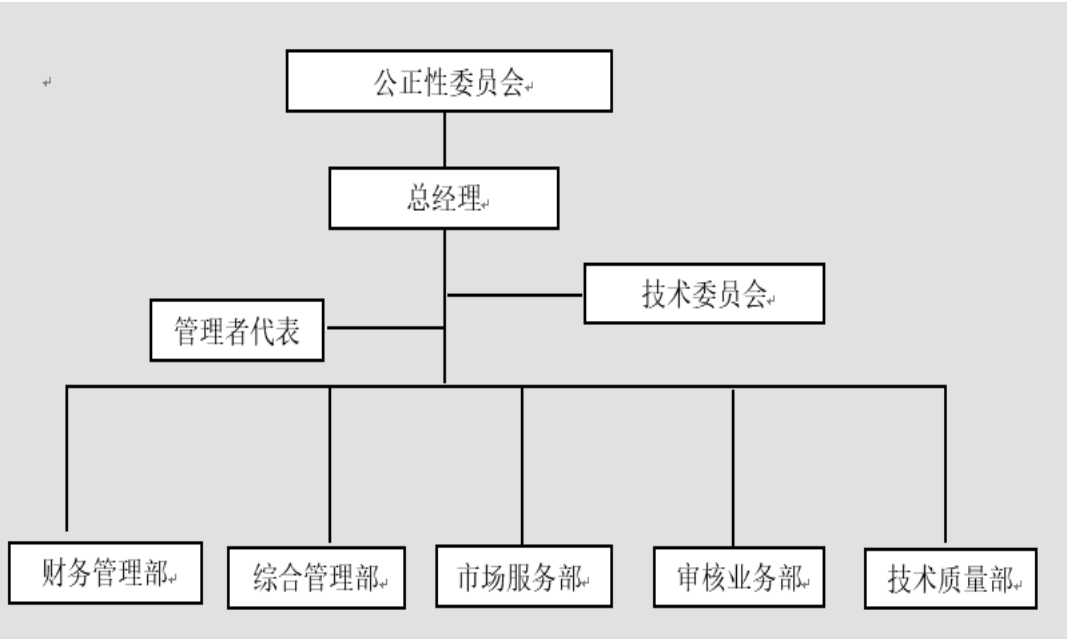 公正性委员会
总经理
技术委员会
管理者代表
财务管理部
综合管理部
市场服务部
审核业务部
技术质量部